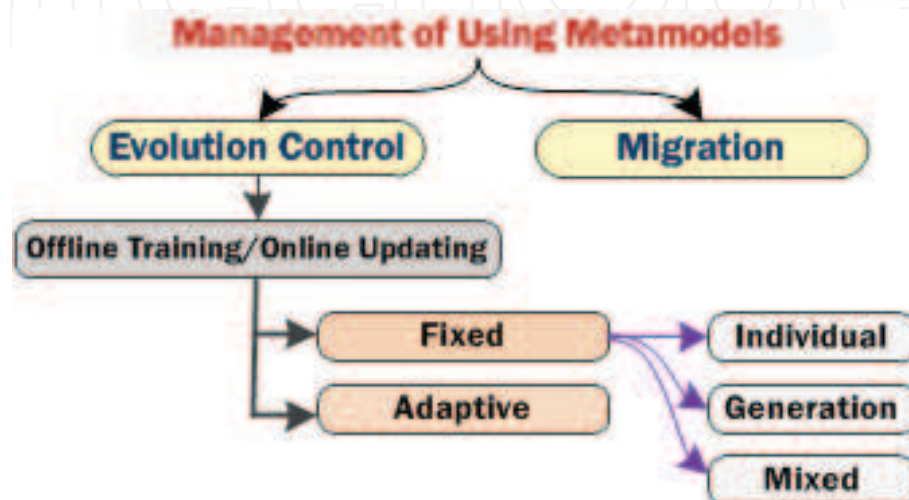 Management of Using Metamodels
Evolution Control
Migration
Offline Training/Online Updating
Fixed
Individual
Adaptive
Generation
Mixed